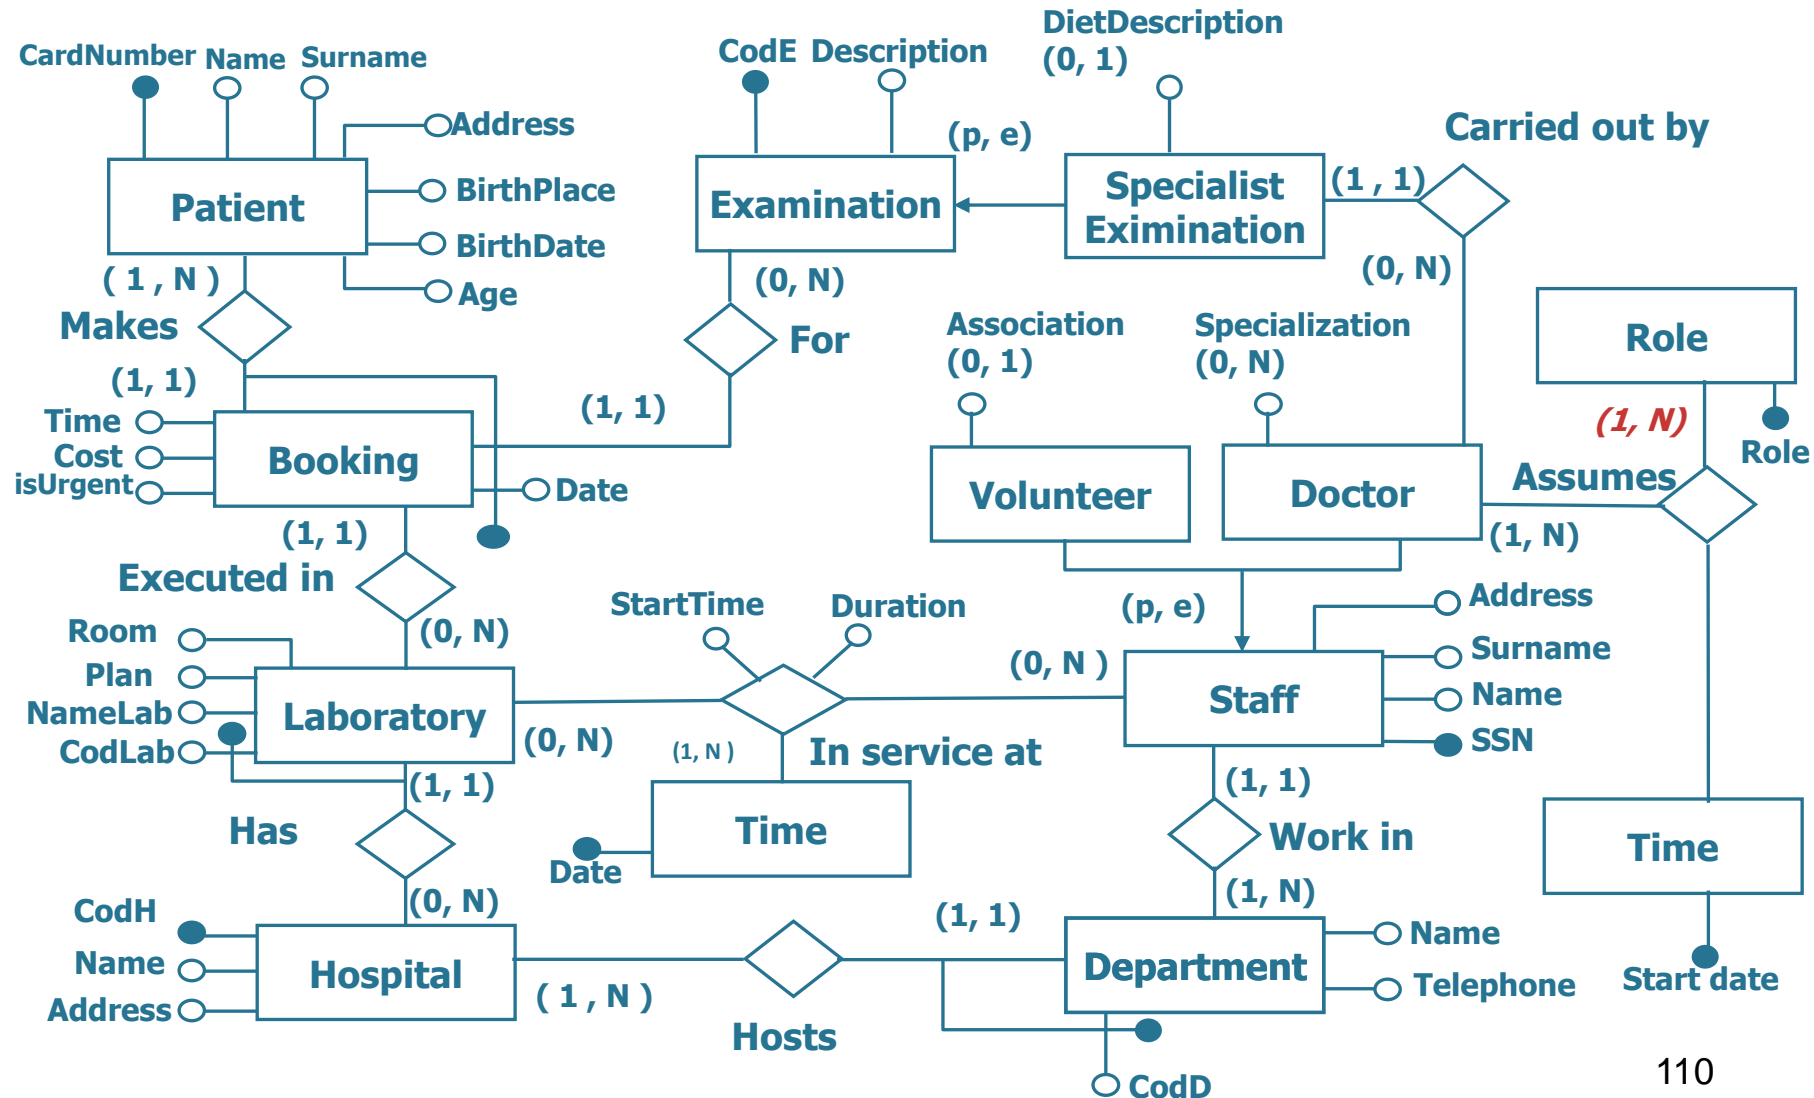 DietDescription
(0, 1)
CardNumber Name Surname
CodE Description
Address
(p, e)
Carried out by
Patient
BirthPlace
BirthDate
Age
Examination
Specialist
Eximination
(1 , 1)
( 1 , N )
Makes
(0, N)
For
(0, N)
Association
(0, 1)
Specialization
(0, N)
Role
(1, N)
Role
(1, 1)
Time
Cost
isUrgent
Booking
(1, 1)
Date
Volunteer
Doctor
Assumes
(1, N)
(1, 1)
Executed in
(0, N)
StartTime
Duration
(p, e)
Address
Surname
Name
SSN
Room
Plan
NameLab
CodLab
Laboratory
(0, N)
(0, N )
Staff
(1, N )
In service at
(1, 1)
Has
Time
Date
(1, 1)
Work in
Time
(0, N)
CodH
Name
Address
Hospital
( 1 , N )
Hosts
(1, 1)
(1, N)
Department
Name
Telephone
Start date
CodD
110